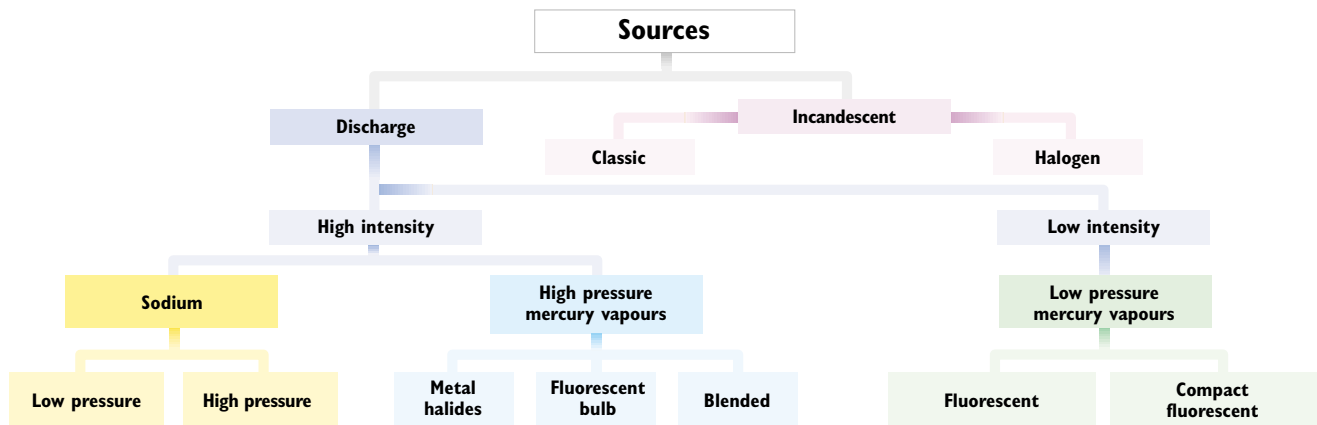 Sources
Discharge
Incandescent
Classic
Halogen
High intensity
Low intensity
Sodium
High pressure
mercury vapours
Low pressure
mercury vapours
Low pressure
High pressure
Metal
halides
Fluorescent
bulb
Blended
Fluorescent
Compact
fluorescent